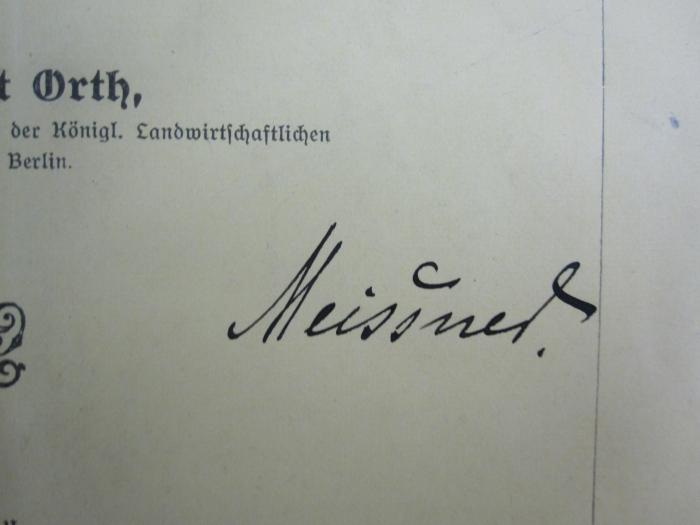 t Orth,
der Königl. Landwirtschaftlichen
Berlin.
Meissner.